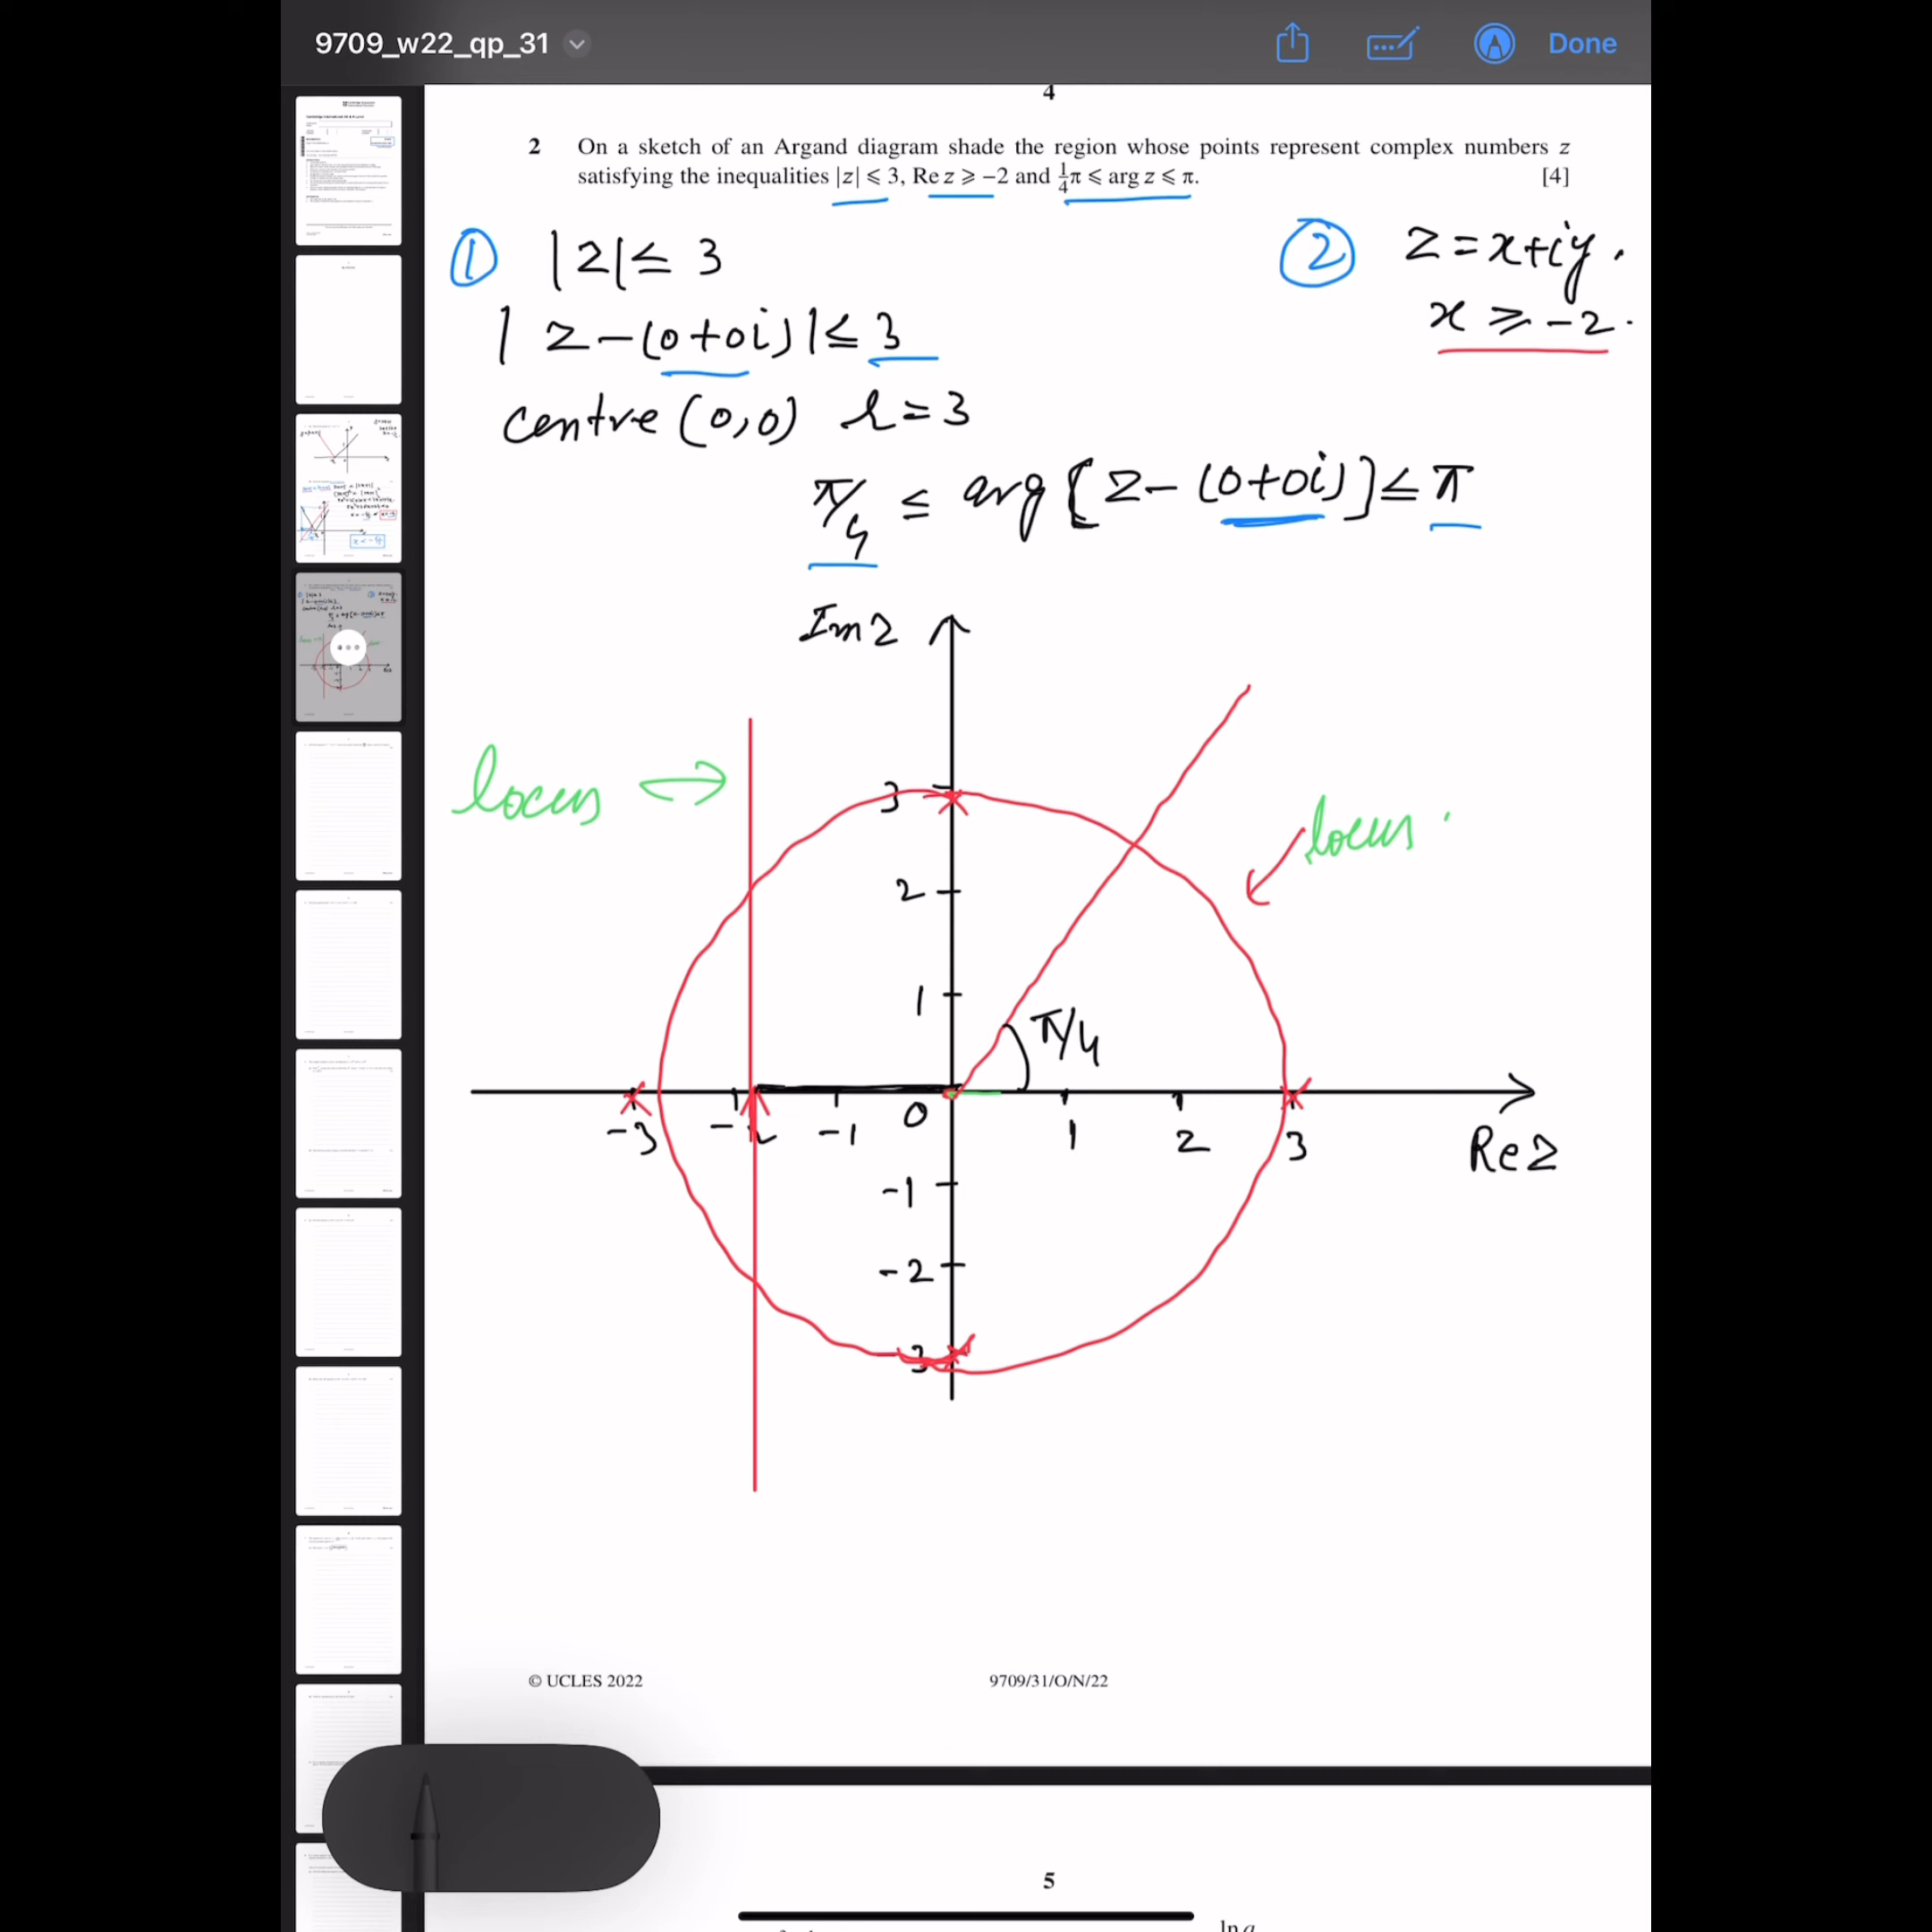 9709_w22_qp_31
Done
4
2 On a sketch of an Argand diagram shade the region whose points represent complex numbers z
satisfying the inequalities |z| ⩽ 3, Re z ⩾ −2 and ¼π ⩽ arg z ⩽ π. [4]
① |z| ≤ 3
② z = x+iy.
|z-(0+0i)| ≤ 3
x ⩾ -2.
centre (0,0) r = 3
π/4 ≤ arg[z-(0+0i)] ≤ π
Im z
locus
3
locus
2
1
π/4
-3 -2 -1 0 1 2 3
Re z
-1
-2
-3
© UCLES 2022 9709/31/O/N/22
5
ln a